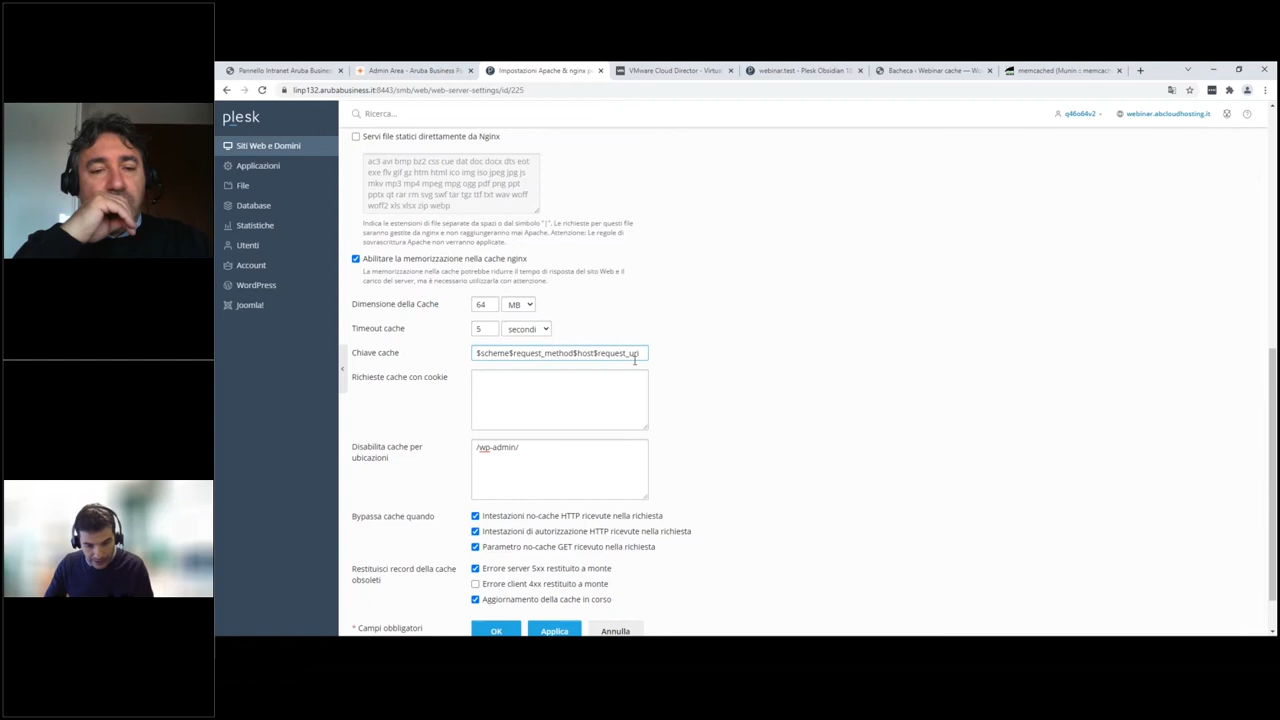 Pannello Intranet Aruba Busines
Admin Area - Aruba Business R
Impostazioni Apache & nginx p
VMware Cloud Director - Virtu
webinar.test - Plesk Obsidian 18
Bacheca ‹ Webinar cache — Wo
memcached (Munin :: memcac
linp132.arubabusiness.it:8443/smb/web/web-server-settings/id/225
plesk
Ricerca...
q46o64v2
webinar.abcloudhosting.it
Siti Web e Domini
Applicazioni
File
Database
Statistiche
Utenti
Account
WordPress
Joomla!
Servi file statici direttamente da Nginx
ac3 avi bmp bz2 css cue dat doc docx dts eot
exe flv gif gz htm html ico img iso jpeg jpg js
mkv mp3 mp4 mpeg mpg ogg pdf png ppt
pptx qt rar rm svg swf tar tgz ttf txt wav woff
woff2 xls xlsx zip webp
Indica le estensioni di file separate da spazi o dal simbolo "|". Le richieste per questi file
saranno gestite da nginx e non raggiungeranno mai Apache. Attenzione: Le regole di
sovrascrittura Apache non verranno applicate.
Abilitare la memorizzazione nella cache nginx
La memorizzazione nella cache potrebbe ridurre il tempo di risposta del sito Web e il
carico del server, ma è necessario utilizzarla con attenzione.
Dimensione della Cache
64
MB
Timeout cache
5
secondi
Chiave cache
$scheme$request_method$host$request_uri
Richieste cache con cookie
Disabilita cache per
ubicazioni
/wp-admin/
Bypassa cache quando
Intestazioni no-cache HTTP ricevute nella richiesta
Intestazioni di autorizzazione HTTP ricevute nella richiesta
Parametro no-cache GET ricevuto nella richiesta
Restituisci record della cache
obsoleti
Errore server 5xx restituito a monte
Errore client 4xx restituito a monte
Aggiornamento della cache in corso
* Campi obbligatori
OK
Applica
Annulla